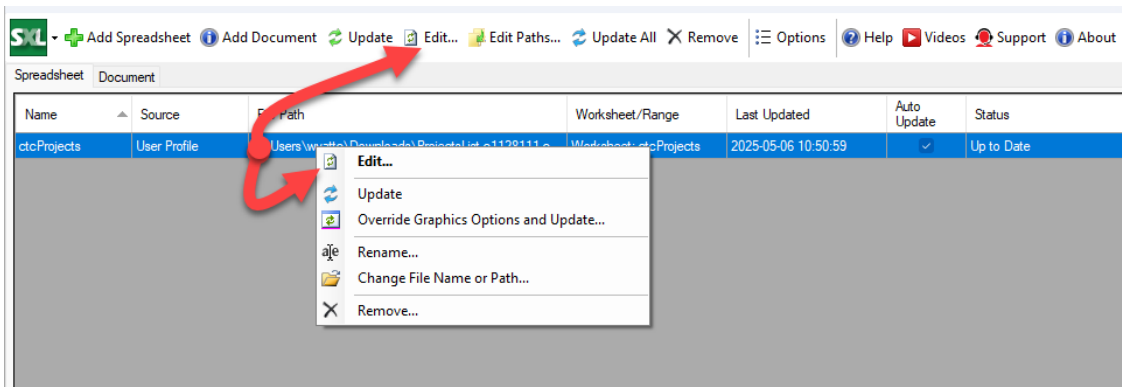 SXL Add Spreadsheet Add Document Update Edit... Edit Paths... Update All Remove Options Help Videos Support About
Spreadsheet Document
Name Source Path Worksheet/Range Last Updated Auto Update Status
ctcProjects User Profile Worksheet: ctcProjects 2025-05-06 10:50:59 Up to Date
Edit...
Update
Override Graphics Options and Update...
Rename...
Change File Name or Path...
Remove...